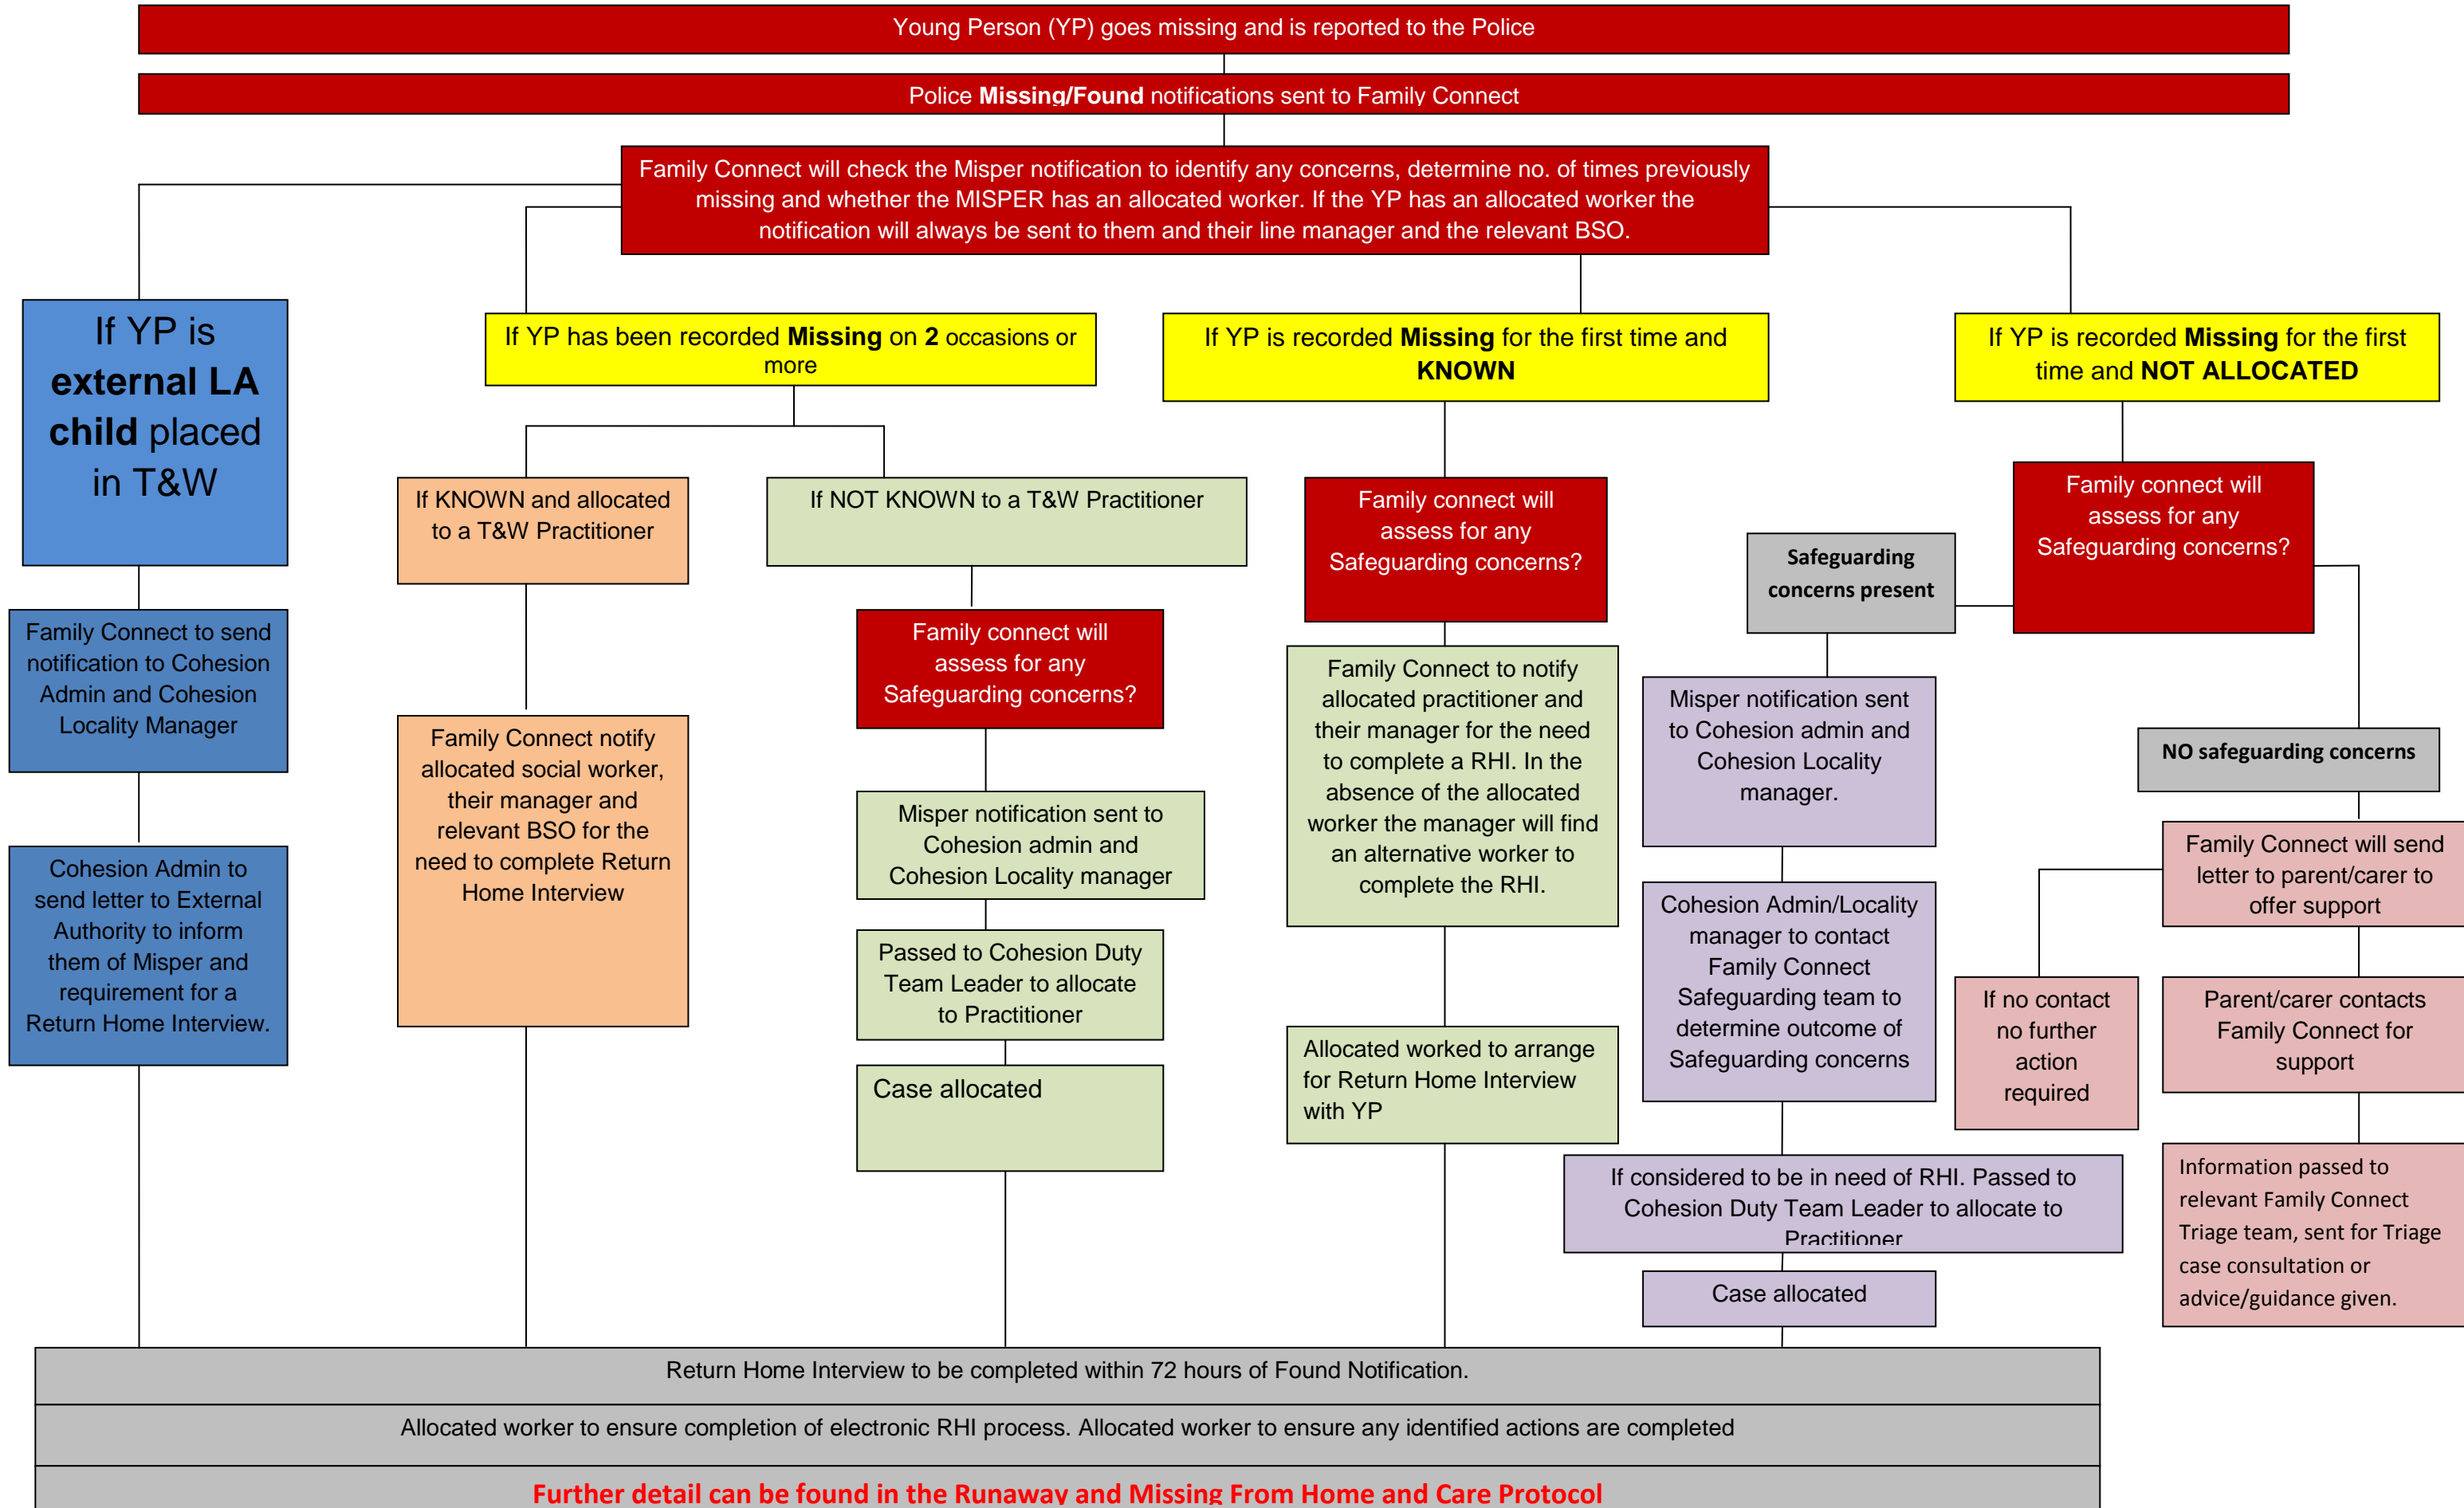 Young Person (YP) goes missing and is reported to the Police
Police Missing/Found notifications sent to Family Connect
Family Connect will check the Misper notification to identify any concerns, determine no. of times previously
missing and whether the MISPER has an allocated worker. If the YP has an allocated worker the
notification will always be sent to them and their line manager and the relevant BSO.
If YP is
external LA
child placed
in T&W
Family Connect to send
notification to Cohesion
Admin and Cohesion
Locality Manager
Cohesion Admin to
send letter to External
Authority to inform
them of Misper and
requirement for a
Return Home Interview.
If YP has been recorded Missing on 2 occasions or
more
If KNOWN and allocated
to a T&W Practitioner
Family Connect notify
allocated social worker,
their manager and
relevant BSO for the
need to complete Return
Home Interview
If NOT KNOWN to a T&W Practitioner
Family connect will
assess for any
Safeguarding concerns?
Misper notification sent to
Cohesion admin and
Cohesion Locality manager
Passed to Cohesion Duty
Team Leader to allocate
to Practitioner
Case allocated
If YP is recorded Missing for the first time and
KNOWN
Family connect will
assess for any
Safeguarding concerns?
Family Connect to notify
allocated practitioner and
their manager for the need
to complete a RHI. In the
absence of the allocated
worker the manager will find
an alternative worker to
complete the RHI.
Allocated worked to arrange
for Return Home Interview
with YP
If YP is recorded Missing for the first
time and NOT ALLOCATED
Family connect will
assess for any
Safeguarding concerns?
Safeguarding
concerns present
Misper notification sent
to Cohesion admin and
Cohesion Locality
manager.
Cohesion Admin/Locality
manager to contact
Family Connect
Safeguarding team to
determine outcome of
Safeguarding concerns
If considered to be in need of RHI. Passed to
Cohesion Duty Team Leader to allocate to
Practitioner
Case allocated
NO safeguarding concerns
Family Connect will send
letter to parent/carer to
offer support
If no contact
no further
action
required
Parent/carer contacts
Family Connect for
support
Information passed to
relevant Family Connect
Triage team, sent for Triage
case consultation or
advice/guidance given.
Return Home Interview to be completed within 72 hours of Found Notification.
Allocated worker to ensure completion of electronic RHI process. Allocated worker to ensure any identified actions are completed
Further detail can be found in the Runaway and Missing From Home and Care Protocol